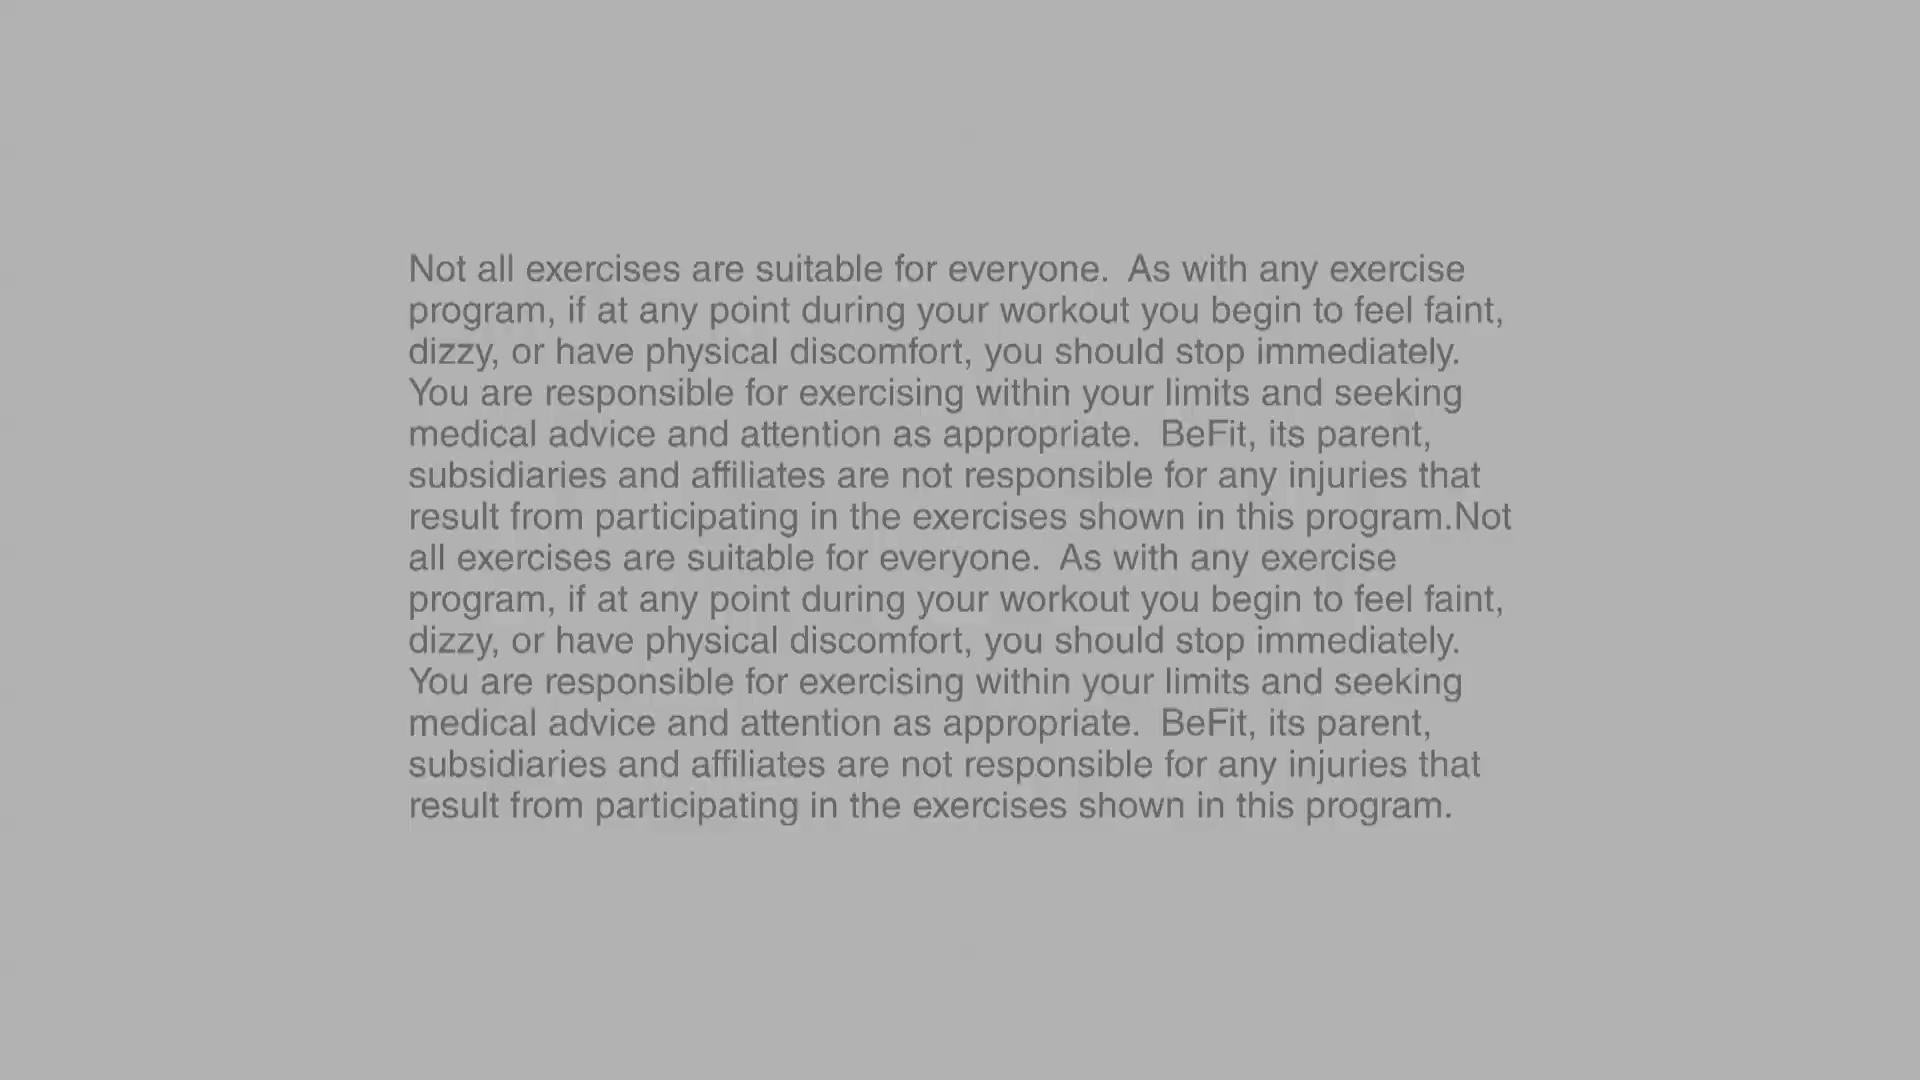 Not all exercises are suitable for everyone.  As with any exercise
program, if at any point during your workout you begin to feel faint,
dizzy, or have physical discomfort, you should stop immediately.
You are responsible for exercising within your limits and seeking
medical advice and attention as appropriate.  BeFit, its parent,
subsidiaries and affiliates are not responsible for any injuries that
result from participating in the exercises shown in this program.Not
all exercises are suitable for everyone.  As with any exercise
program, if at any point during your workout you begin to feel faint,
dizzy, or have physical discomfort, you should stop immediately.
You are responsible for exercising within your limits and seeking
medical advice and attention as appropriate.  BeFit, its parent,
subsidiaries and affiliates are not responsible for any injuries that
result from participating in the exercises shown in this program.